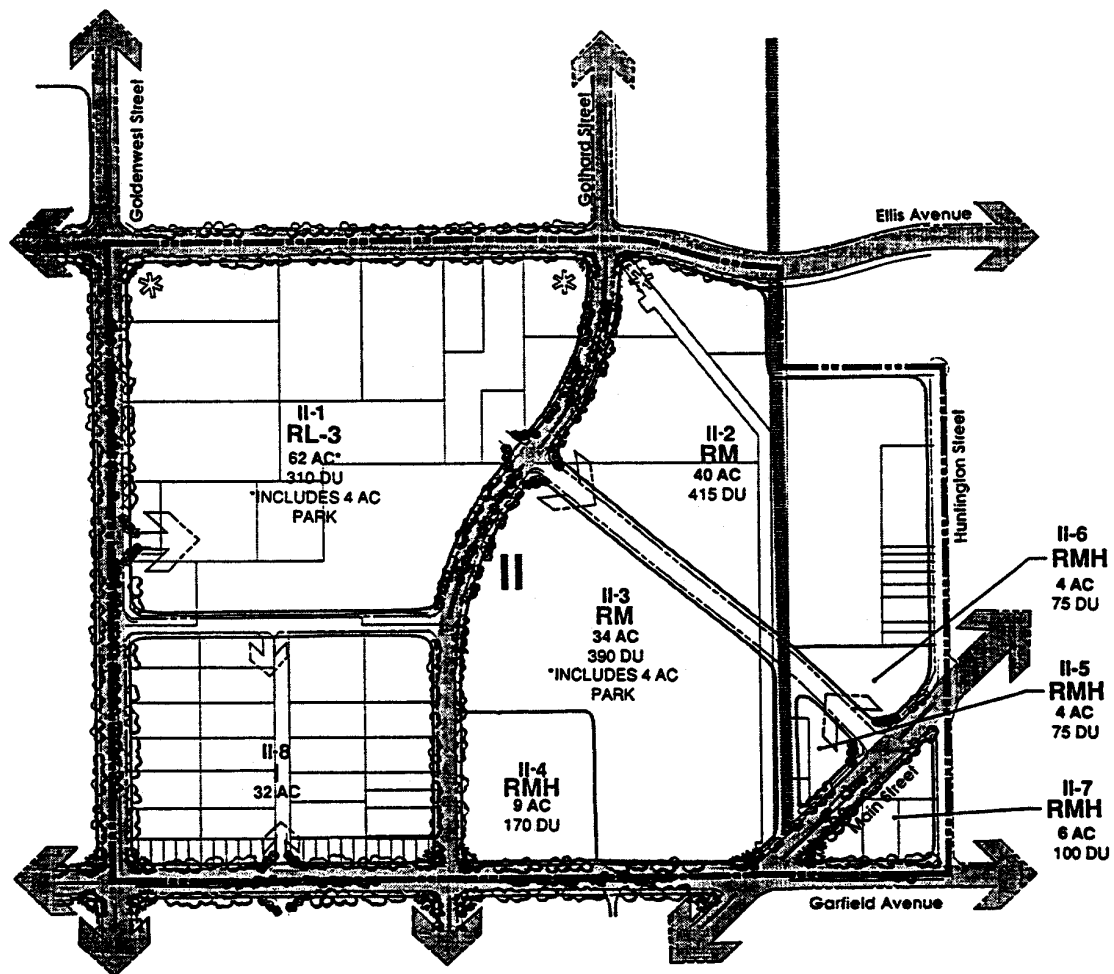 Goldenwest Street
Gothard Street
Ellis Avenue
II-1
RL-3
62 AC*
310 DU
*INCLUDES 4 AC
PARK
II-2
RM
40 AC
415 DU
Huntington Street
II
II-3
RM
34 AC
390 DU
*INCLUDES 4 AC
PARK
II-6
RMH
4 AC
75 DU
II-5
RMH
4 AC
75 DU
II-8
I
32 AC
II-4
RMH
9 AC
170 DU
Main Street
II-7
RMH
6 AC
100 DU
Garfield Avenue